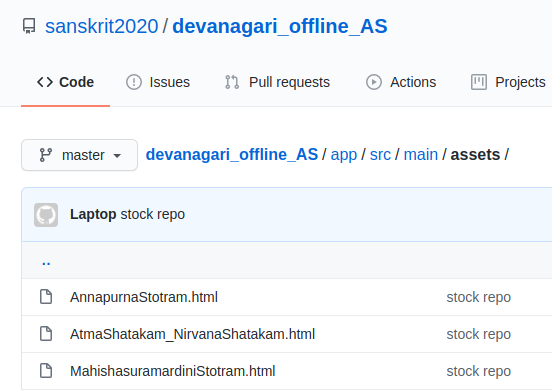 sanskrit2020 / devanagari_offline_AS
Code Issues Pull requests Actions Projects
master devanagari_offline_AS / app / src / main / assets /
Laptop stock repo
..
AnnapurnaStotram.html stock repo
AtmaShatakam_NirvanaShatakam.html stock repo
MahishasuramardiniStotram.html stock repo